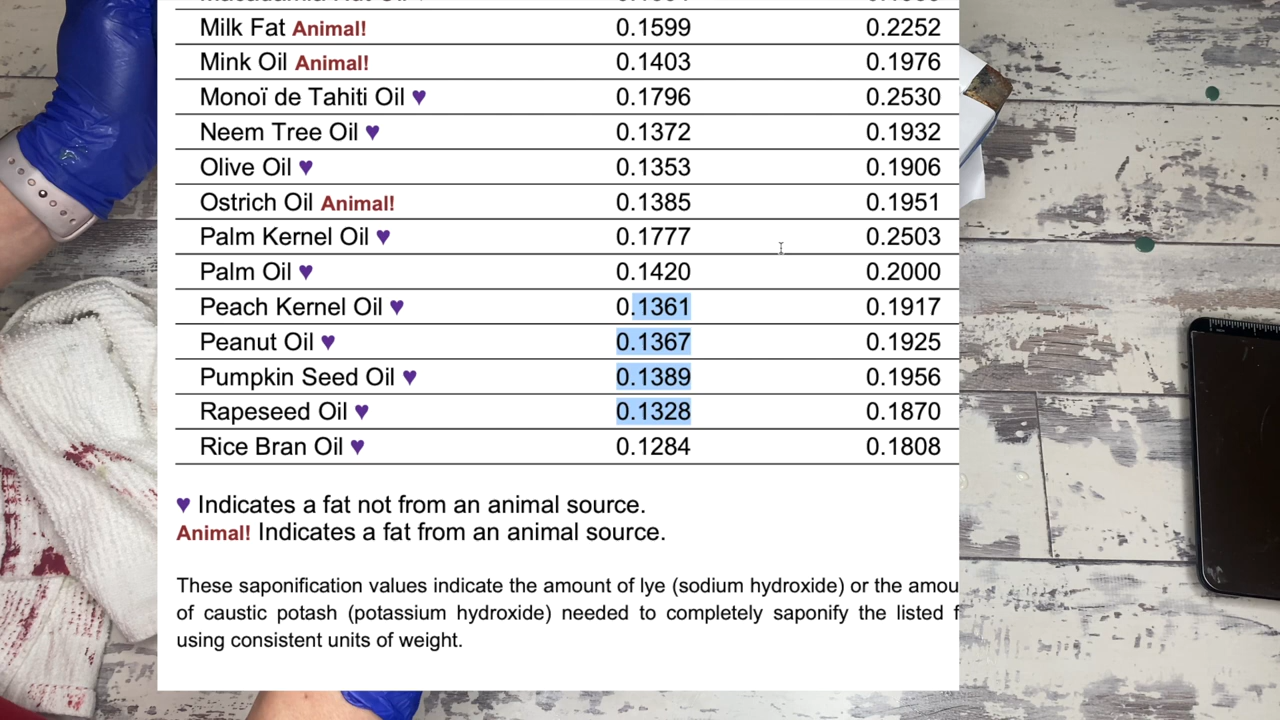 Milk Fat Animal! 0.1599 0.2252
Mink Oil Animal! 0.1403 0.1976
Monoï de Tahiti Oil ♥ 0.1796 0.2530
Neem Tree Oil ♥ 0.1372 0.1932
Olive Oil ♥ 0.1353 0.1906
Ostrich Oil Animal! 0.1385 0.1951
Palm Kernel Oil ♥ 0.1777 0.2503
Palm Oil ♥ 0.1420 0.2000
Peach Kernel Oil ♥ 0.1361 0.1917
Peanut Oil ♥ 0.1367 0.1925
Pumpkin Seed Oil ♥ 0.1389 0.1956
Rapeseed Oil ♥ 0.1328 0.1870
Rice Bran Oil ♥ 0.1284 0.1808
♥ Indicates a fat not from an animal source.
Animal! Indicates a fat from an animal source.
These saponification values indicate the amount of lye (sodium hydroxide) or the amou
of caustic potash (potassium hydroxide) needed to completely saponify the listed f
using consistent units of weight.